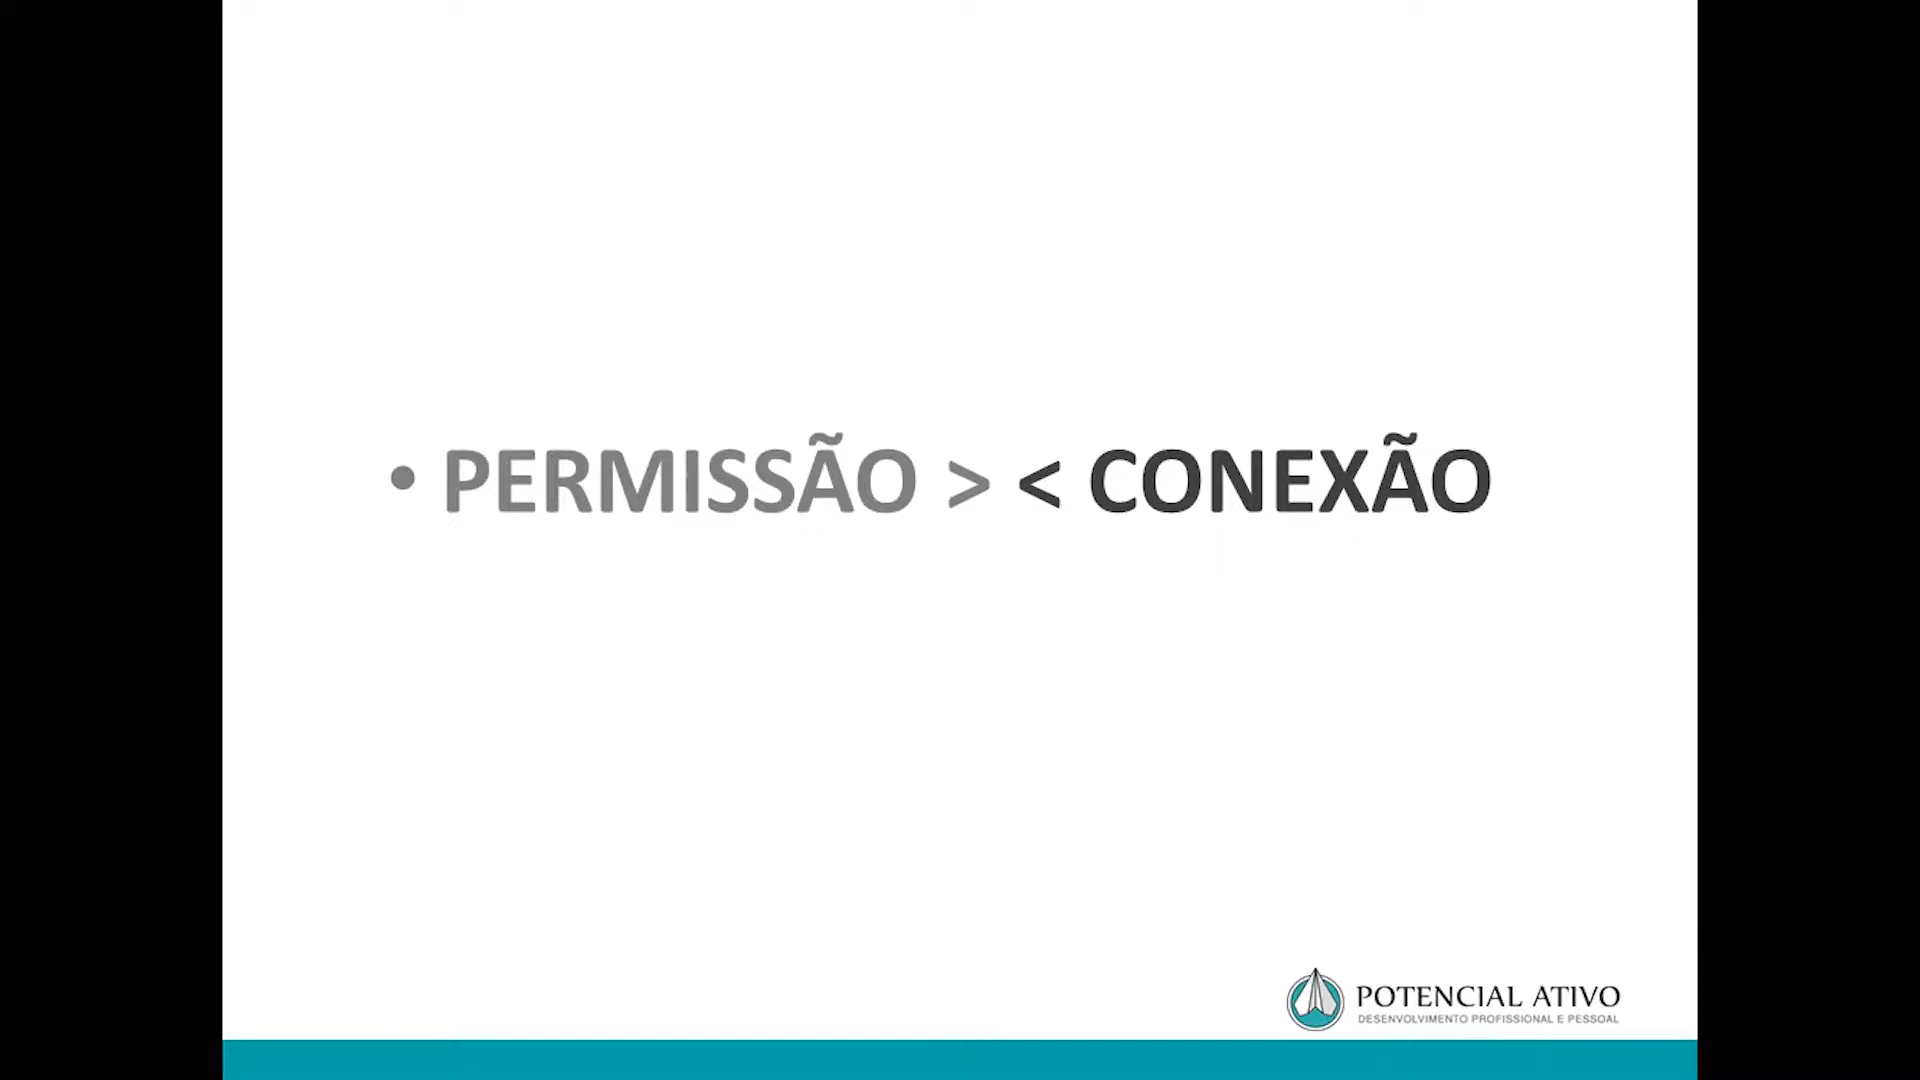 • PERMISSÃO > < CONEXÃO
POTENCIAL ATIVO
DESENVOLVIMENTO PROFISSIONAL E PESSOAL